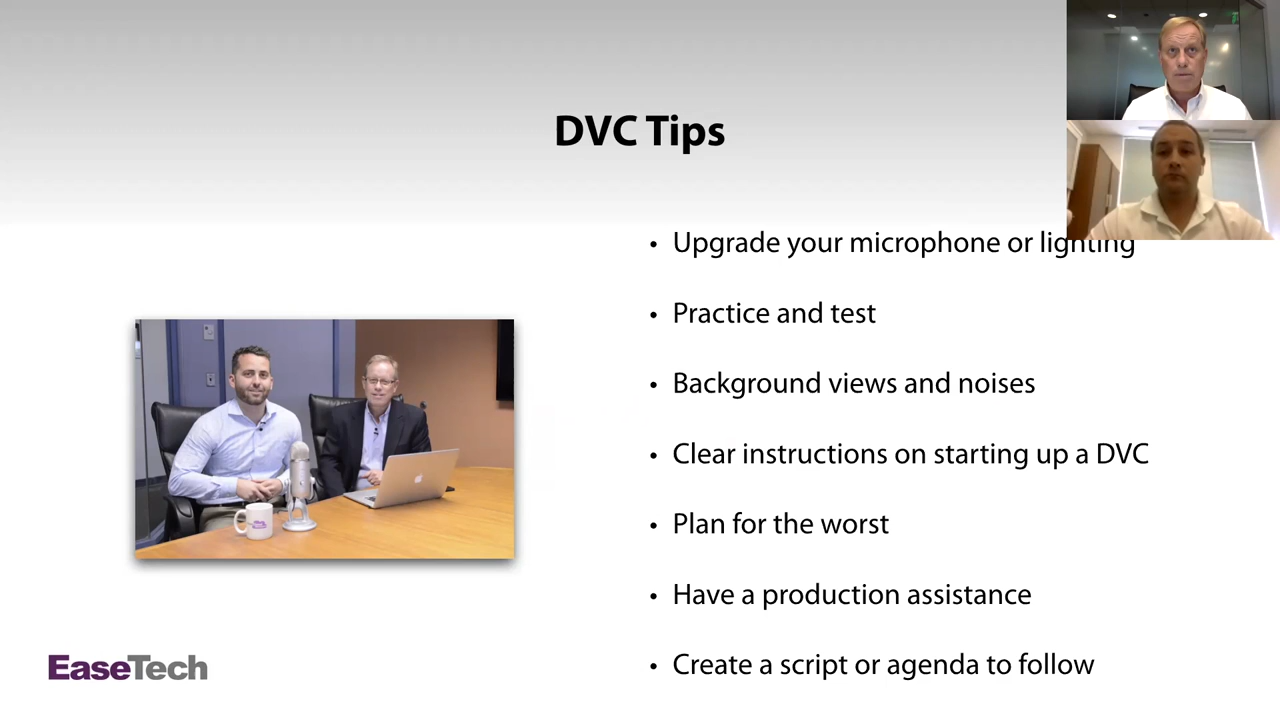 DVC Tips
• Upgrade your microphone or lighting
• Practice and test
• Background views and noises
• Clear instructions on starting up a DVC
• Plan for the worst
• Have a production assistance
• Create a script or agenda to follow
EaseTech